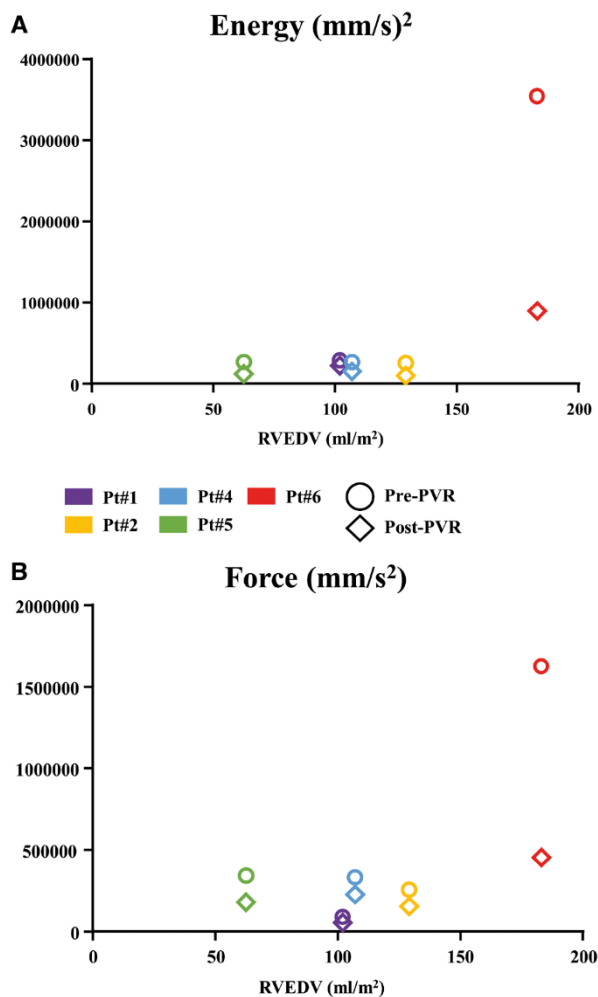 A
Energy (mm/s)²
4000000
3000000
2000000
1000000
0
0 50 100 150 200
RVEDV (ml/m²)
Pt#1 Pt#4 Pt#6 Pre-PVR
Pt#2 Pt#5 Post-PVR
B
Force (mm/s²)
2000000
1500000
1000000
500000
0
0 50 100 150 200
RVEDV (ml/m²)